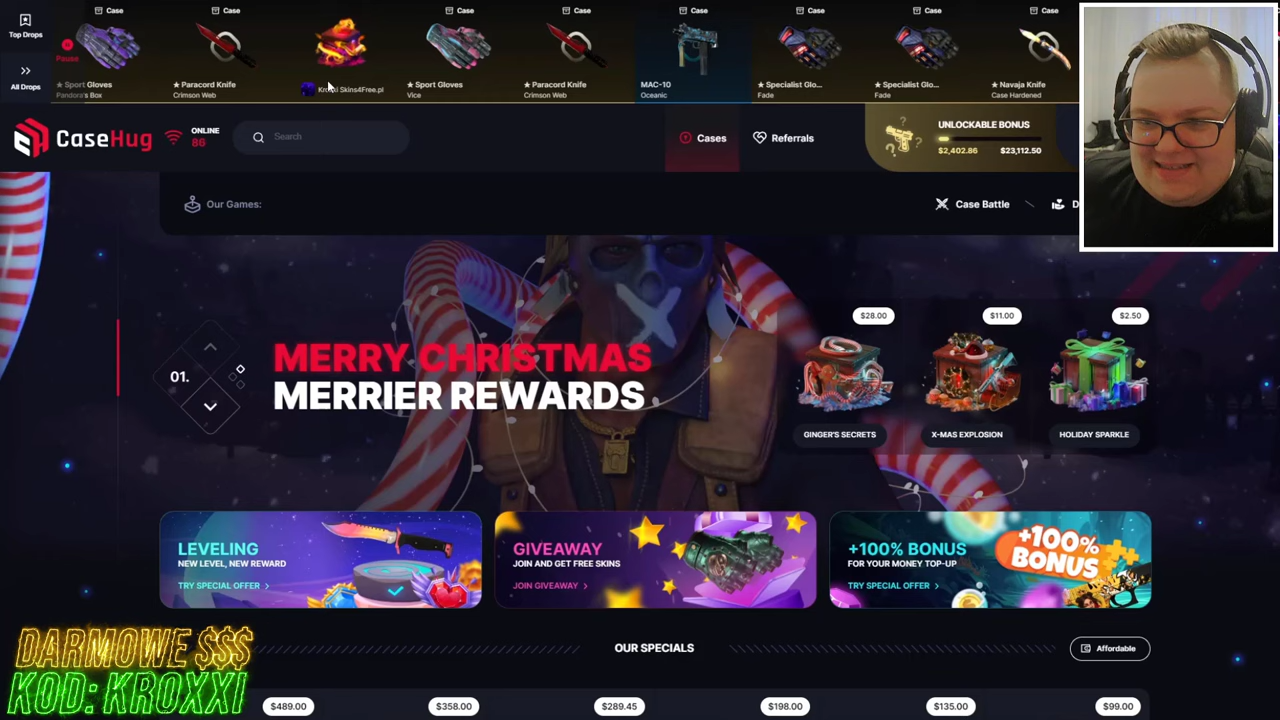 Top Drops
All Drops
Pause
Case
Case
Case
Case
Case
Case
Case
Case
★ Sport Gloves
Pandora's Box
★ Paracord Knife
Crimson Web
Skins4Free.pl
★ Sport Gloves
Vice
★ Paracord Knife
Crimson Web
MAC-10
Oceanic
★ Specialist Glo...
Fade
★ Specialist Glo...
Fade
★ Navaja Knife
Case Hardened
CaseHug
ONLINE
86
Search
Cases
Referrals
UNLOCKABLE BONUS
$2,402.86
$23,112.50
Our Games:
Case Battle
D
01.
MERRY CHRISTMAS
MERRIER REWARDS
$28.00
$11.00
$2.50
GINGER'S SECRETS
X-MAS EXPLOSION
HOLIDAY SPARKLE
LEVELING
NEW LEVEL, NEW REWARD
TRY SPECIAL OFFER >
GIVEAWAY
JOIN AND GET FREE SKINS
JOIN GIVEAWAY >
+100% BONUS
FOR YOUR MONEY TOP-UP
TRY SPECIAL OFFER >
+100%
BONUS
DARMOWE $$$
KOD: KROXXI
OUR SPECIALS
Affordable
$489.00
$358.00
$289.45
$198.00
$135.00
$99.00